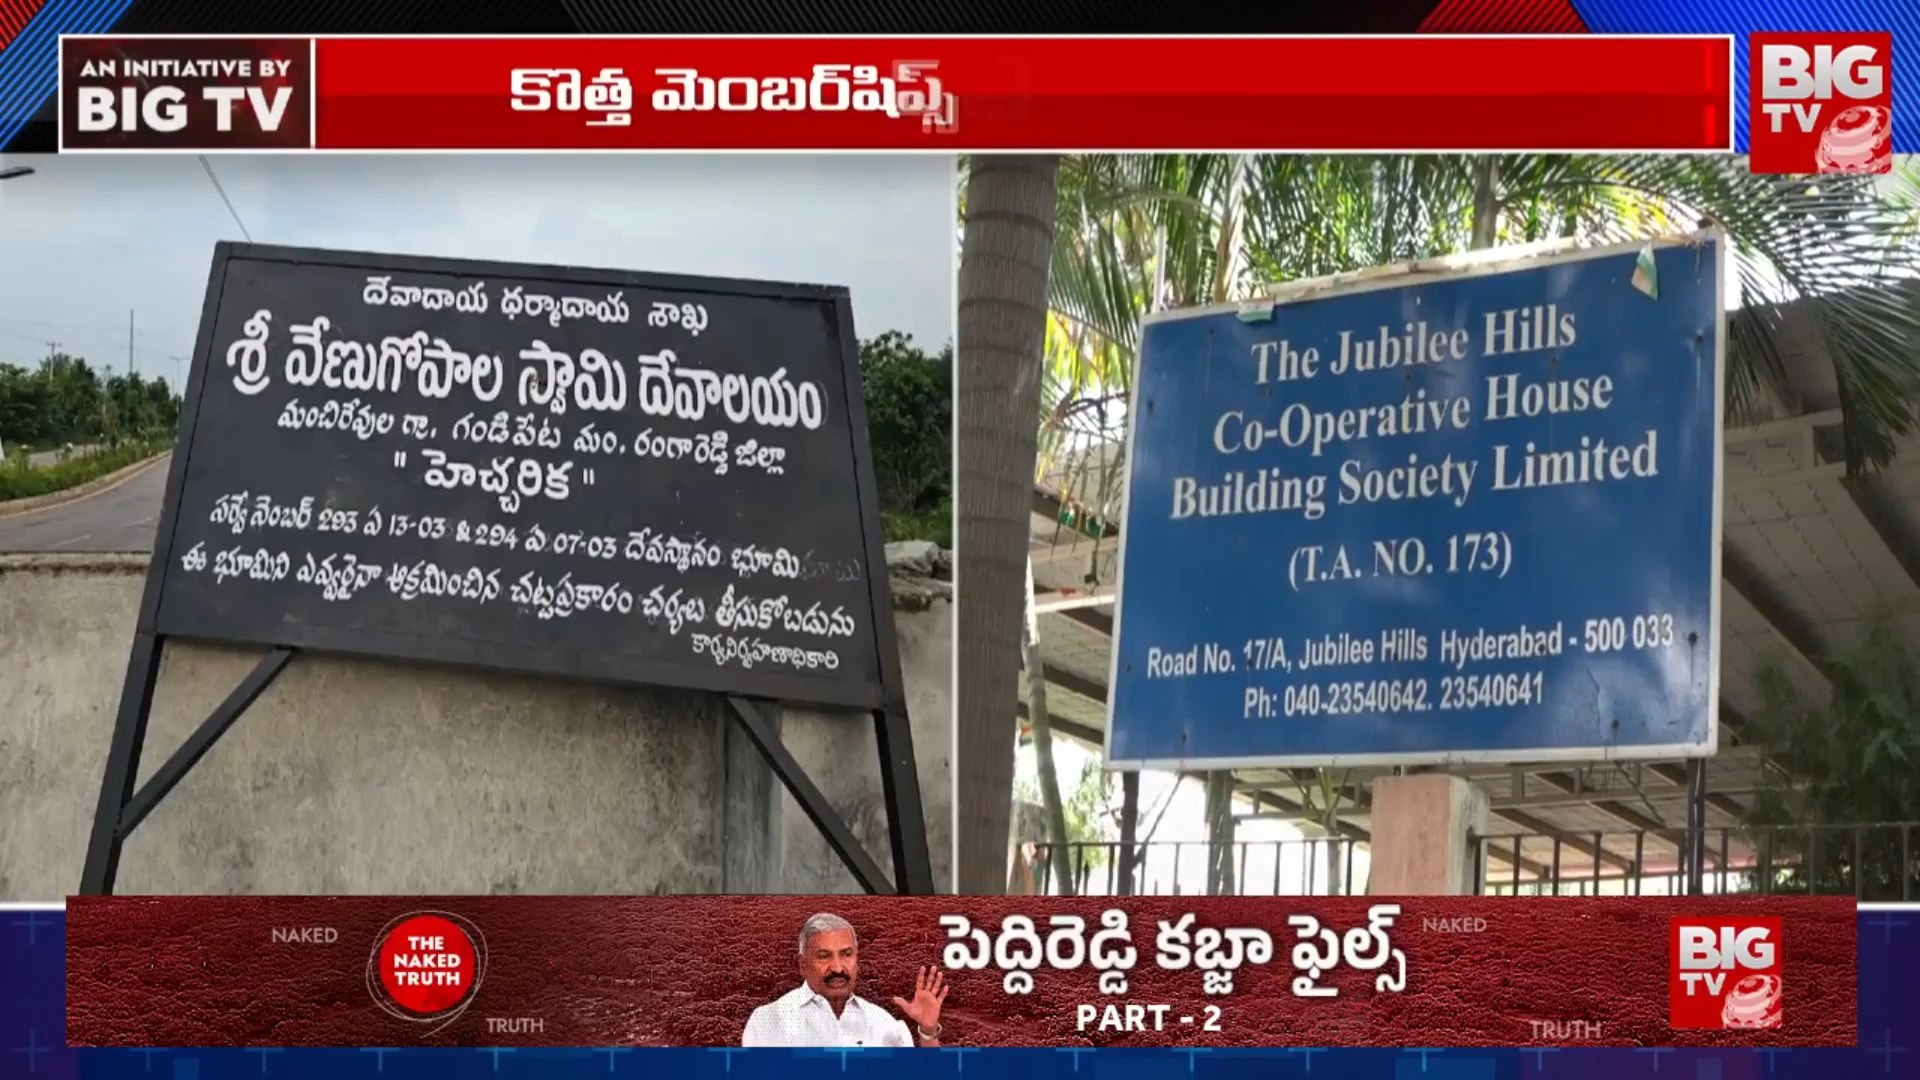 AN INITIATIVE BY
BIG TV
కొత్త మెంబర్‌షిప్స్
BIG
TV
దేవాదాయ ధర్మాదాయ శాఖ
శ్రీ వేణుగోపాల స్వామి దేవాలయం
మంచిరేవుల గ్రా. గండిపేట మం. రంగారెడ్డి జిల్లా
" హెచ్చరిక "
సర్వే నెంబర్ 293 ఏ 13-03 & 294 ఏ 07-03 దేవస్థానం భూమి
ఈ భూమిని ఎవ్వరైనా ఆక్రమించిన చట్టప్రకారం చర్యలు తీసుకోబడును
కార్యనిర్వహణాధికారి
The Jubilee Hills
Co-Operative House
Building Society Limited
(T.A. NO. 173)
Road No. 17/A, Jubilee Hills Hyderabad - 500 033
Ph: 040-23540642. 23540641
NAKED
THE
NAKED
TRUTH
TRUTH
పెద్దిరెడ్డి కబ్జా ఫైల్స్
PART - 2
NAKED
TRUTH
BIG
TV